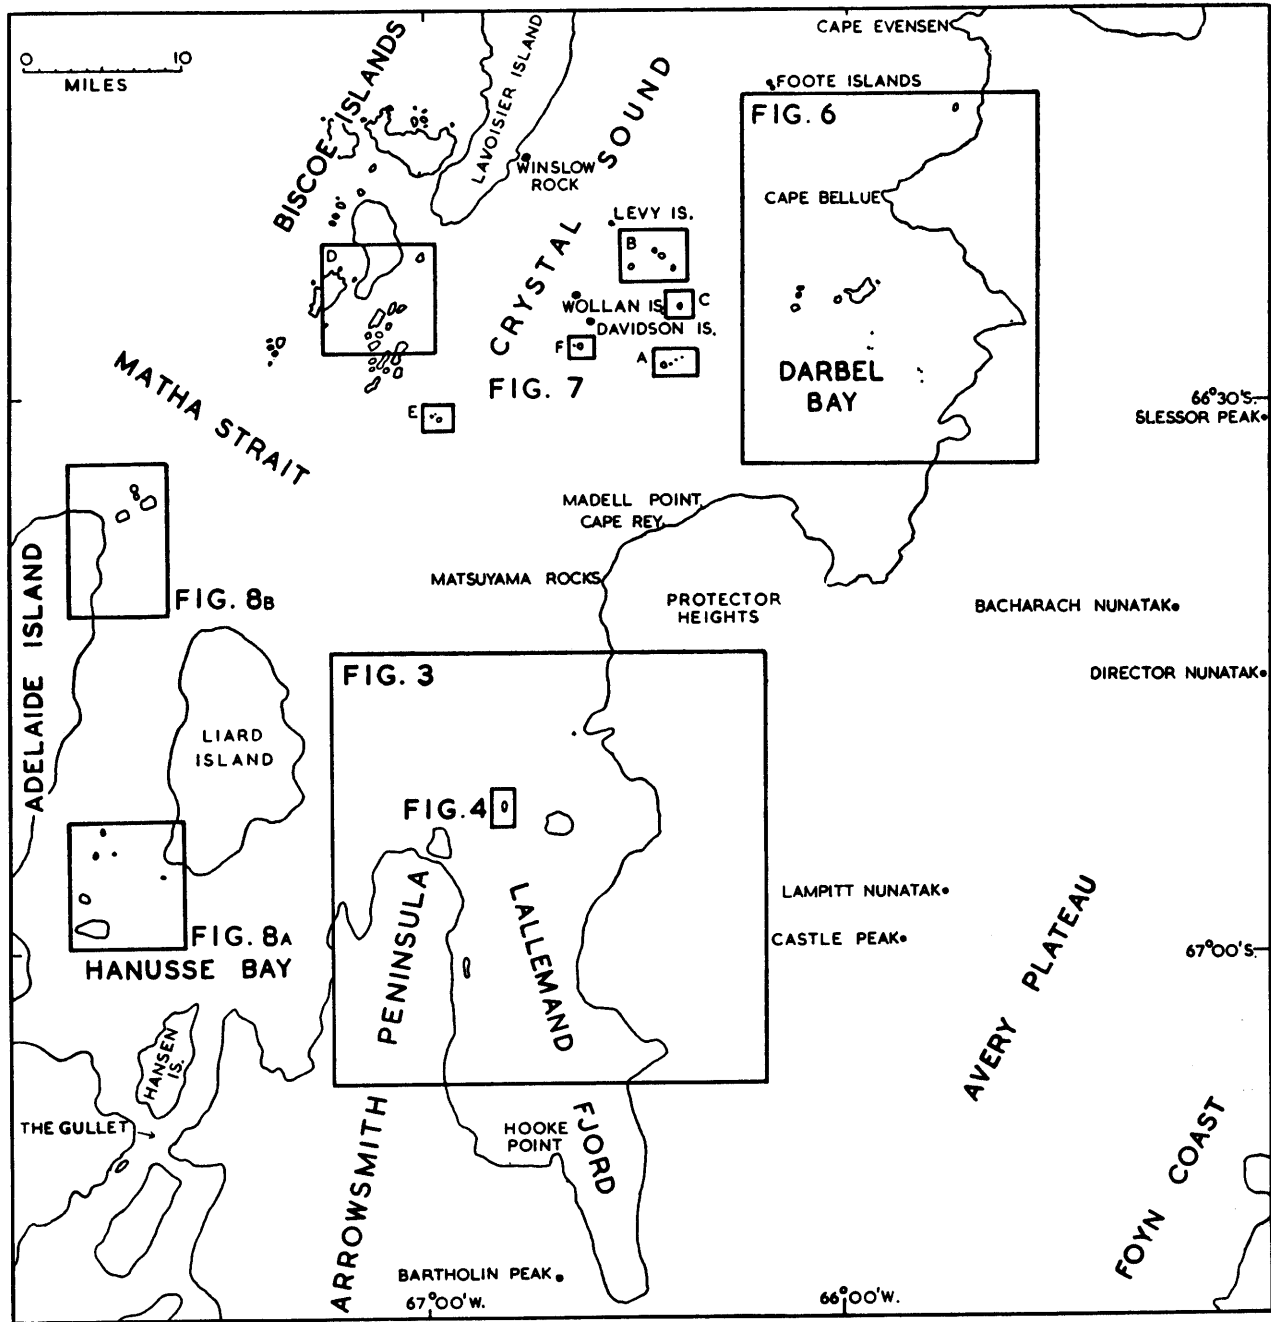 CAPE EVENSEN
0 10
MILES
BISCOE ISLANDS
LAVOISIER ISLAND
CRYSTAL SOUND
FOOTE ISLANDS
FIG. 6
WINSLOW
ROCK
CAPE BELLUE
LEVY IS.
B
D
WOLLAN IS.
C
DAVIDSON IS.
F
A
FIG. 7
DARBEL
BAY
MATHA STRAIT
E
66°30'S.
SLESSOR PEAK
MADELL POINT
CAPE REY
MATSUYAMA ROCKS
PROTECTOR
HEIGHTS
BACHARACH NUNATAK
ADELAIDE ISLAND
FIG. 8B
FIG. 3
DIRECTOR NUNATAK
LIARD
ISLAND
FIG. 4
LAMPITT NUNATAK
CASTLE PEAK
FIG. 8A
HANUSSE BAY
67°00'S.
ARROWSMITH PENINSULA
LALLEMAND FJORD
AVERY PLATEAU
FOYN COAST
HANSEN
IS.
THE GULLET
HOOKE
POINT
BARTHOLIN PEAK
67°00'W.
66°00'W.